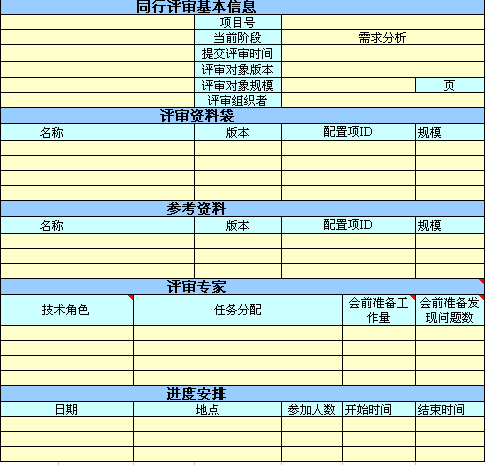 同行评审基本信息
项目号
当前阶段 需求分析
提交评审时间
评审对象版本
评审对象规模 页
评审组织者
评审资料袋
名称 版本 配置项ID 规模
参考资料
名称 版本 配置项ID 规模
评审专家
技术角色 任务分配 会前准备工作量 会前准备发现问题数
进度安排
日期 地点 参加人数 开始时间 结束时间